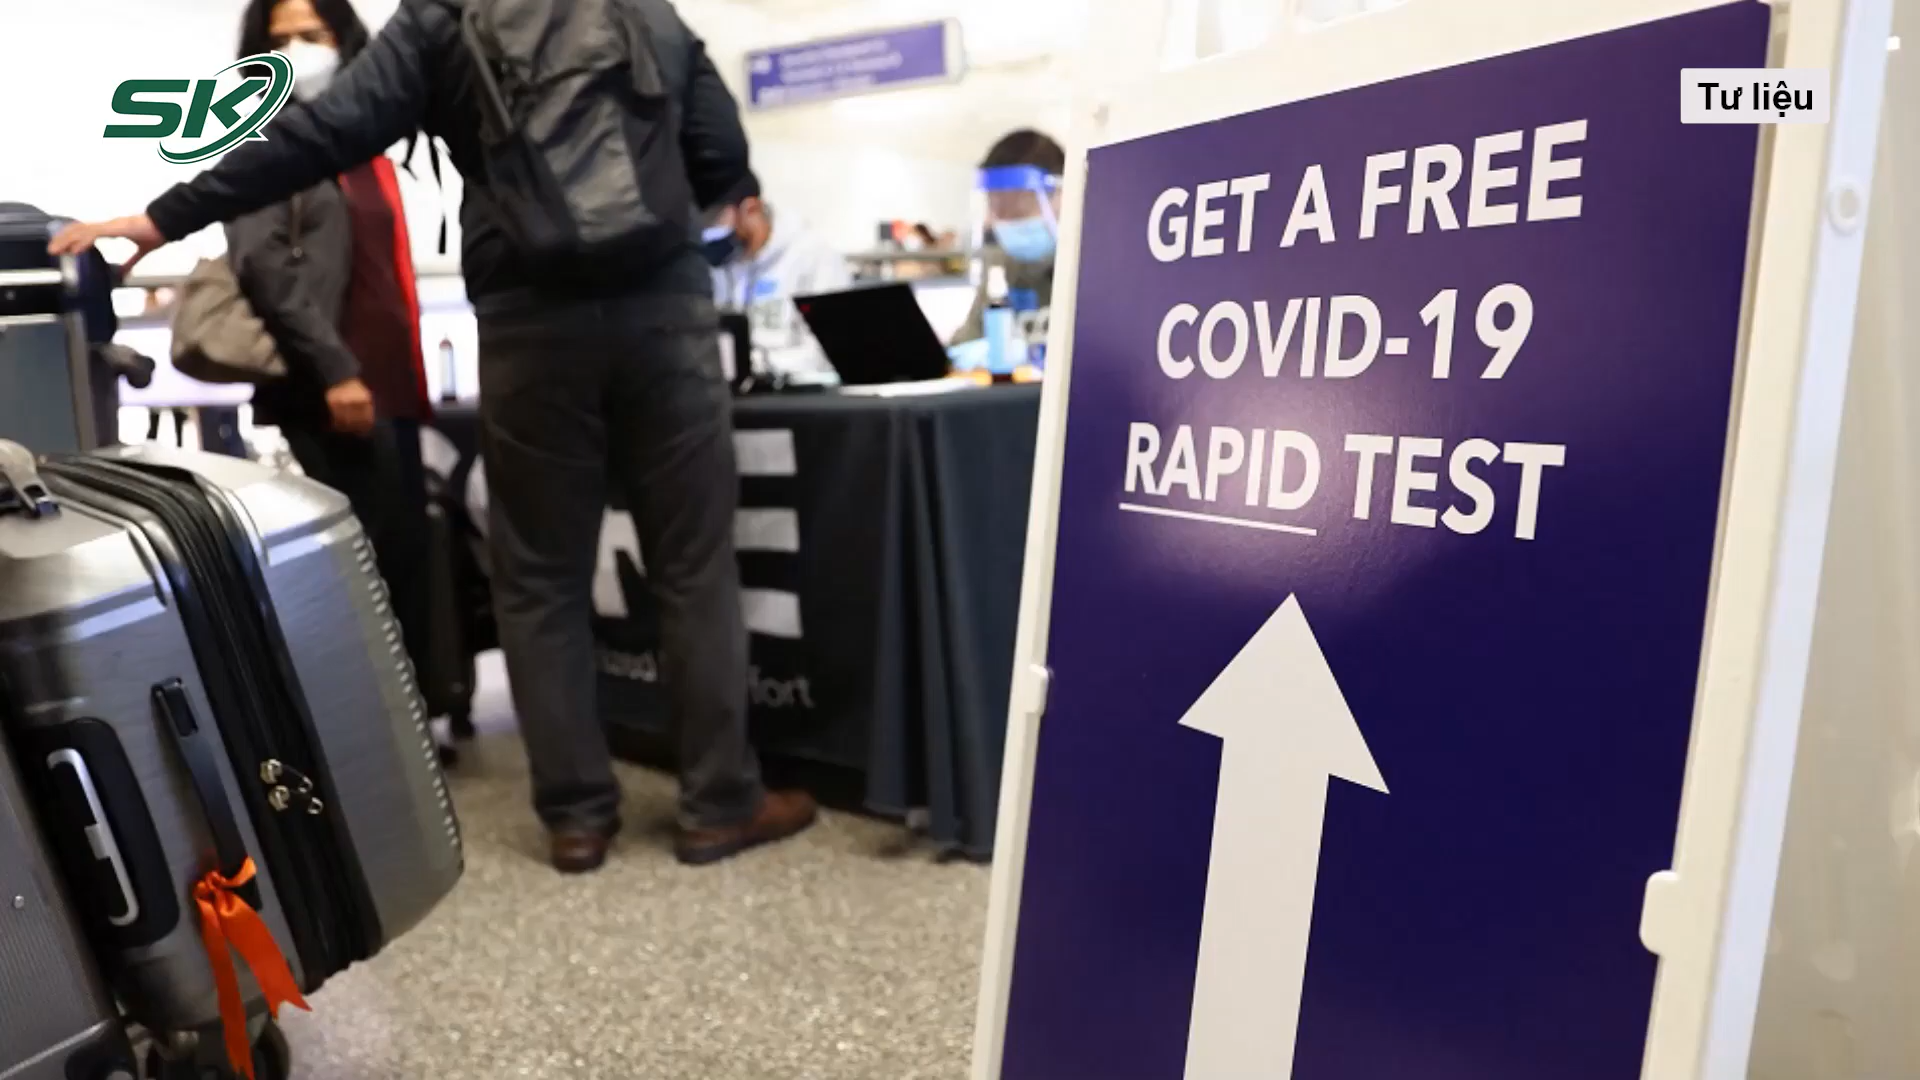 SK
Tư liệu
GET A FREE
COVID-19
RAPID TEST